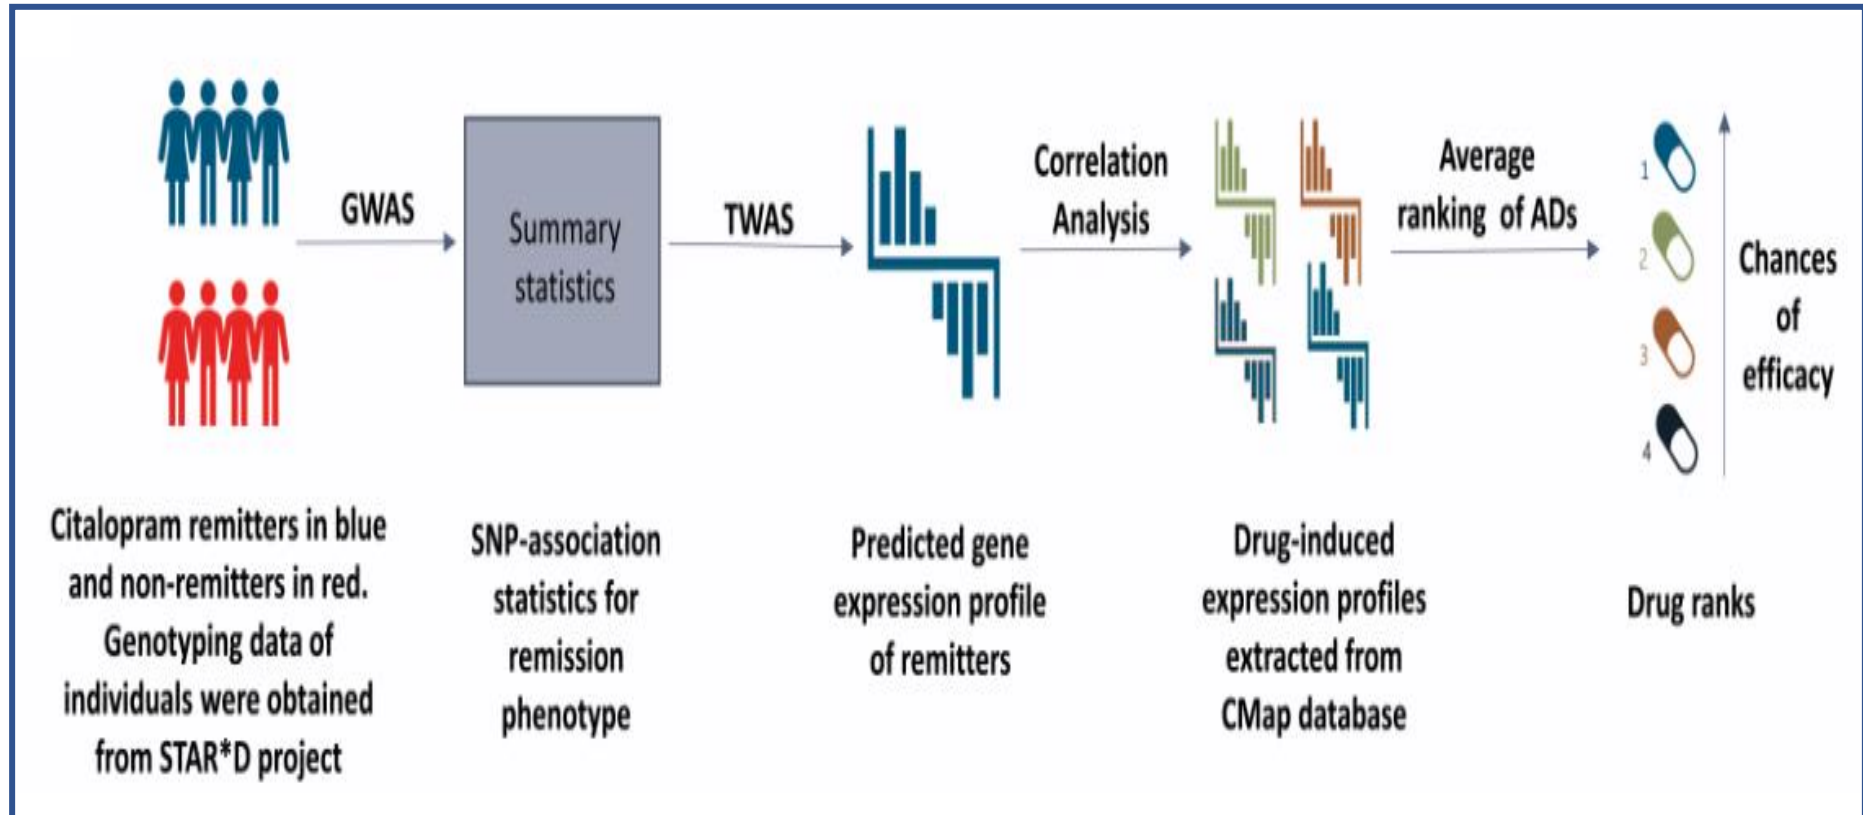 GWAS
Summary
statistics
TWAS
Correlation
Analysis
Average
ranking of ADs
1
2
3
4
Chances
of
efficacy
Citalopram remitters in blue
and non-remitters in red.
Genotyping data of
individuals were obtained
from STAR*D project
SNP-association
statistics for
remission
phenotype
Predicted gene
expression profile
of remitters
Drug-induced
expression profiles
extracted from
CMap database
Drug ranks